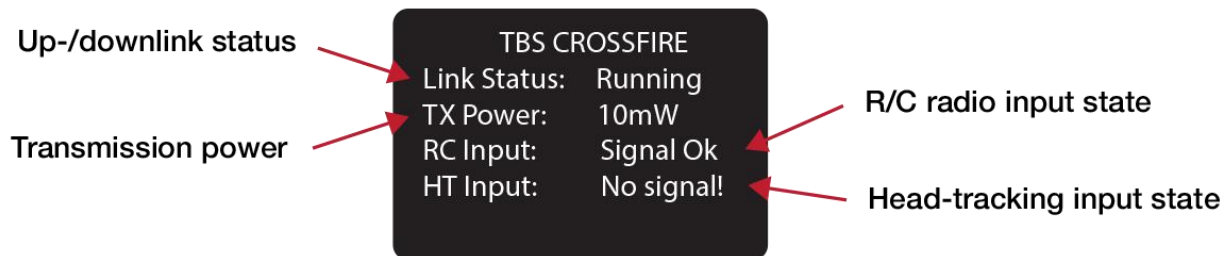 Up-/downlink status
Transmission power
TBS CROSSFIRE
Link Status: Running
TX Power: 10mW
RC Input: Signal Ok
HT Input: No signal!
R/C radio input state
Head-tracking input state